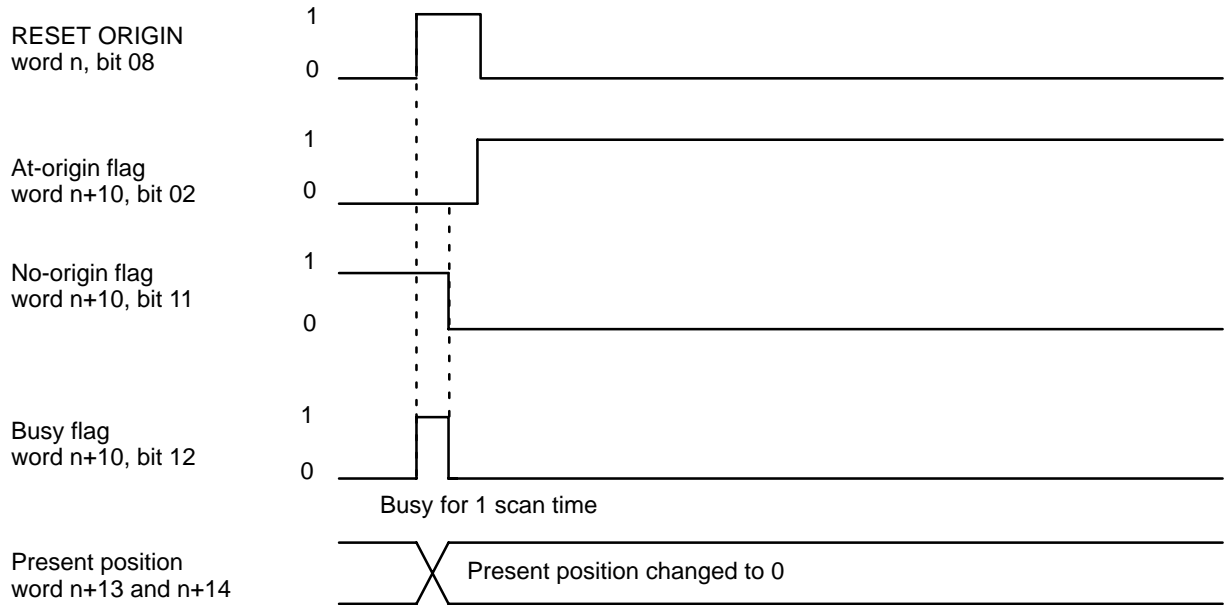 1
RESET ORIGIN
word n, bit 08
0
1
At-origin flag
word n+10, bit 02
0
1
No-origin flag
word n+10, bit 11
0
1
Busy flag
word n+10, bit 12
0
Busy for 1 scan time
Present position
word n+13 and n+14
Present position changed to 0